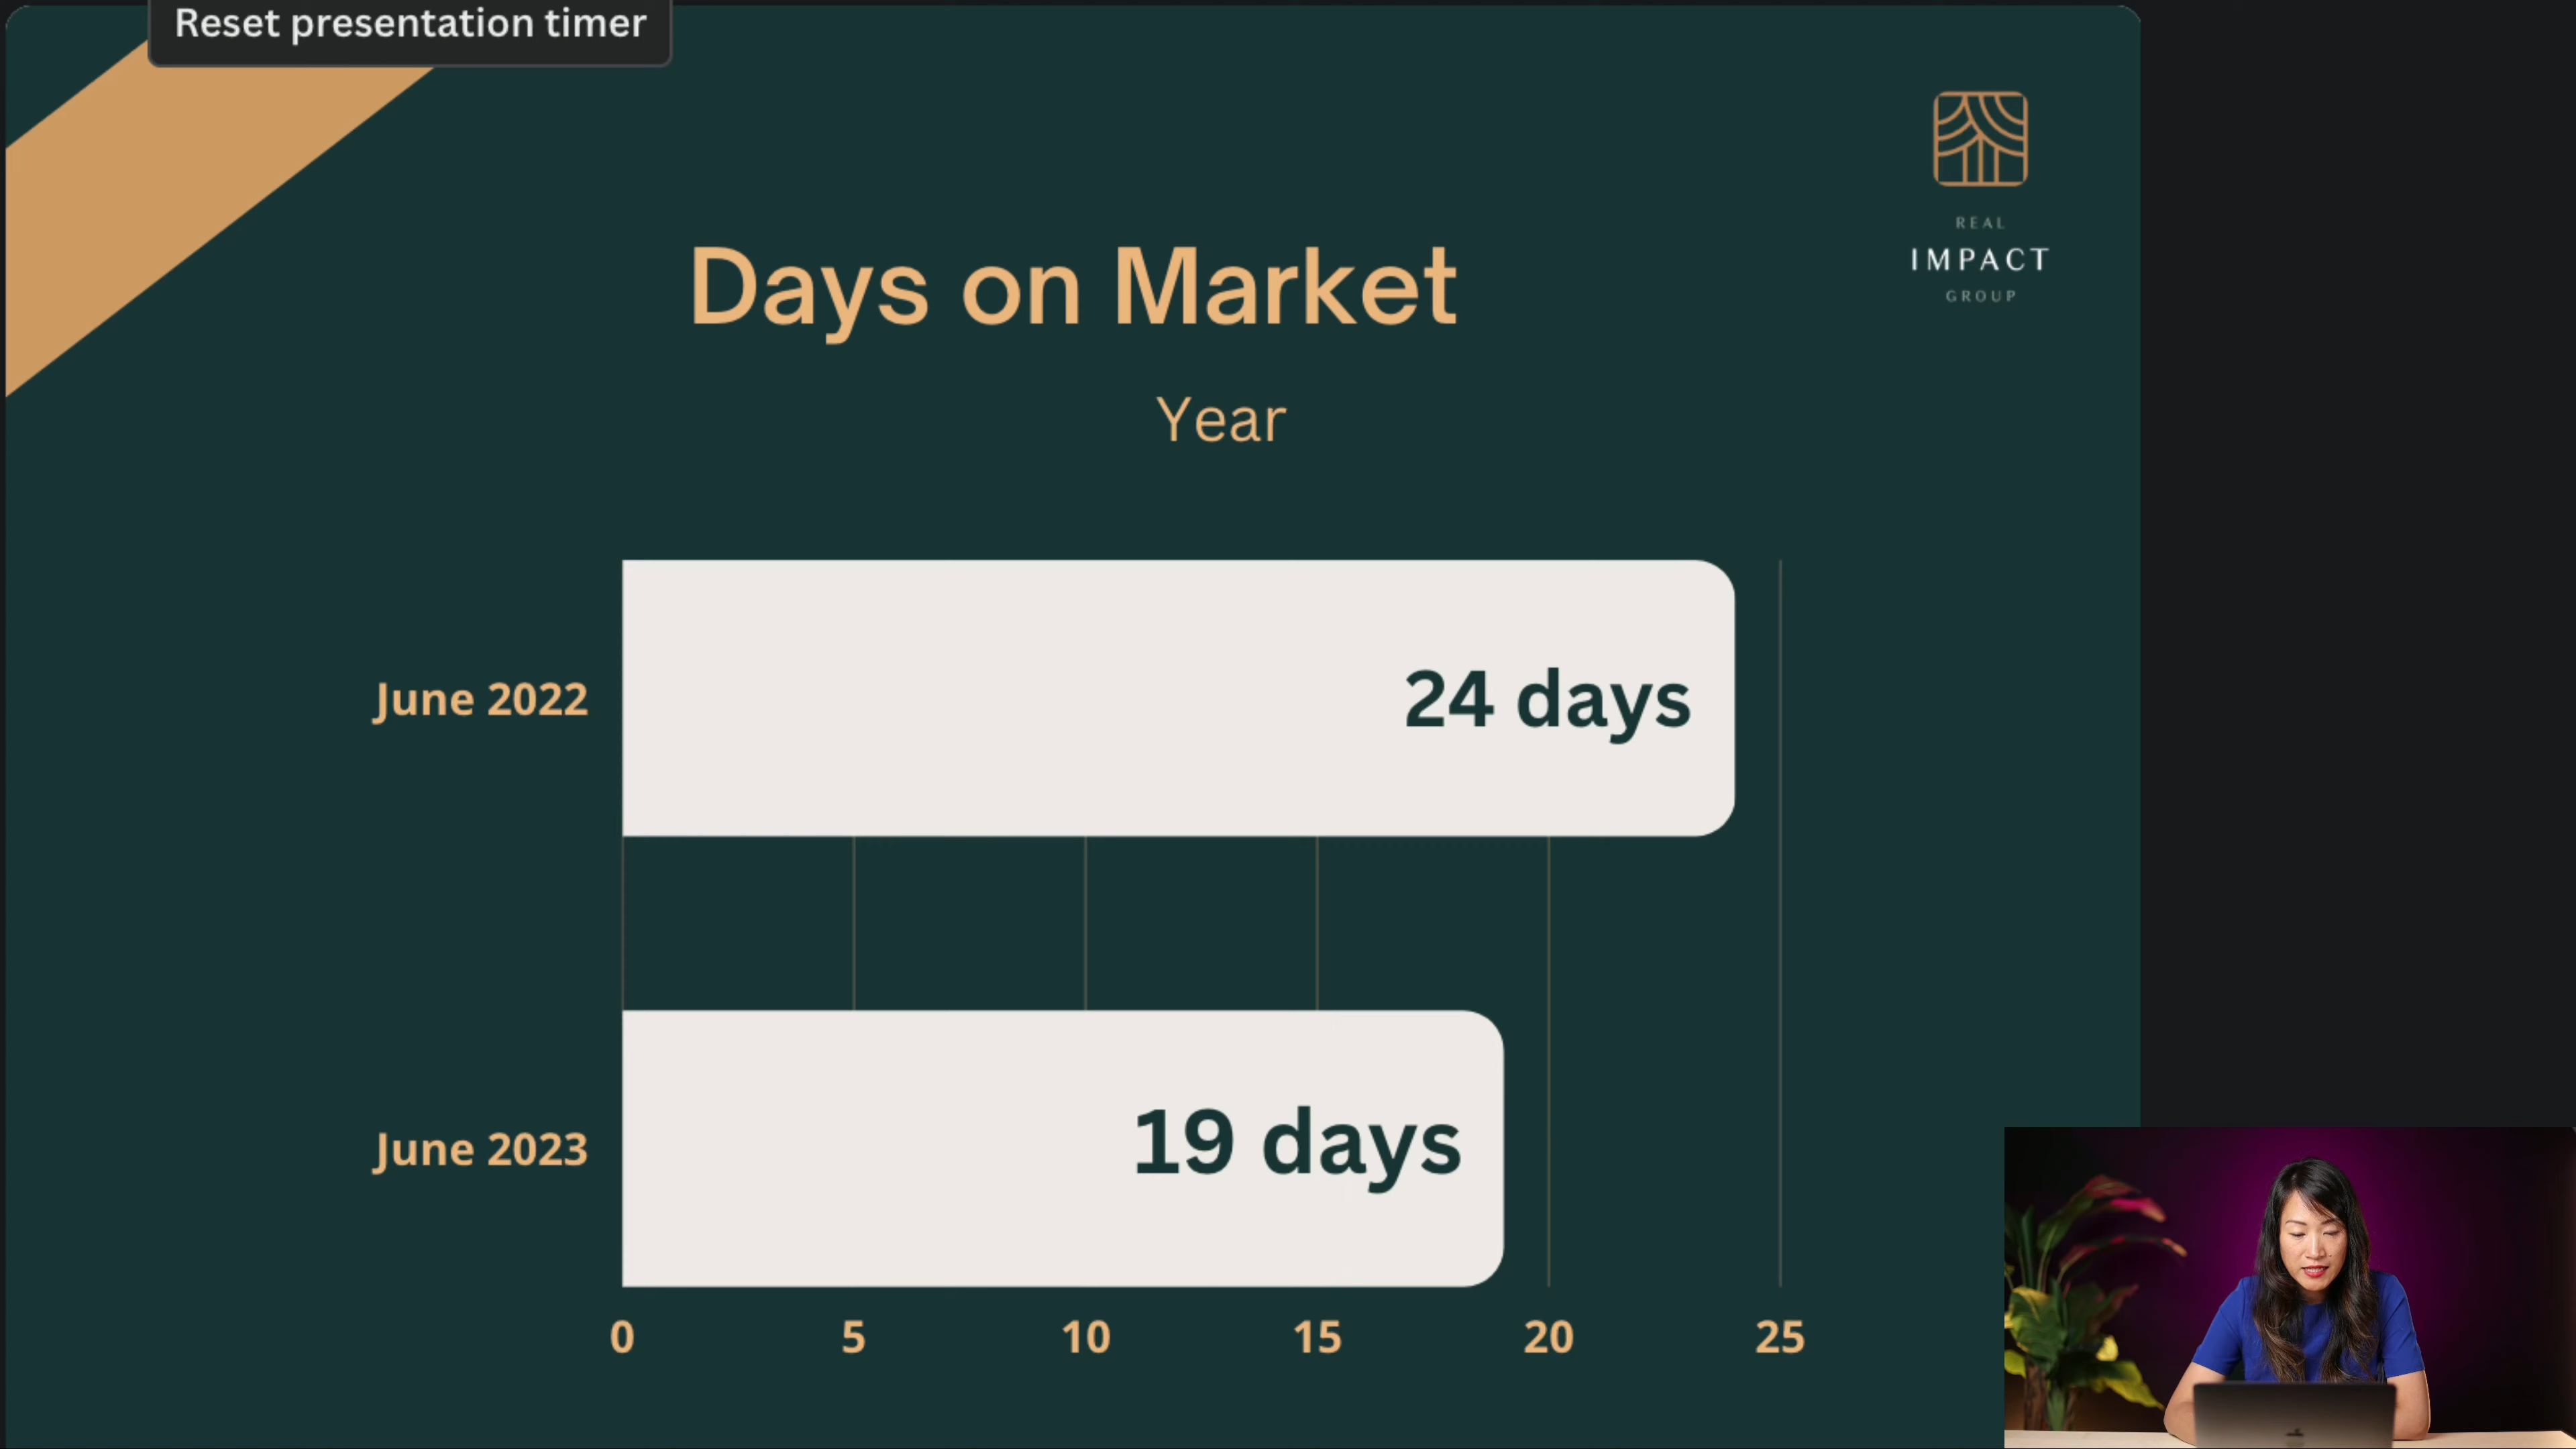 Reset presentation timer
REAL
IMPACT
GROUP
Days on Market
Year
June 2022
24 days
June 2023
19 days
0 5 10 15 20 25